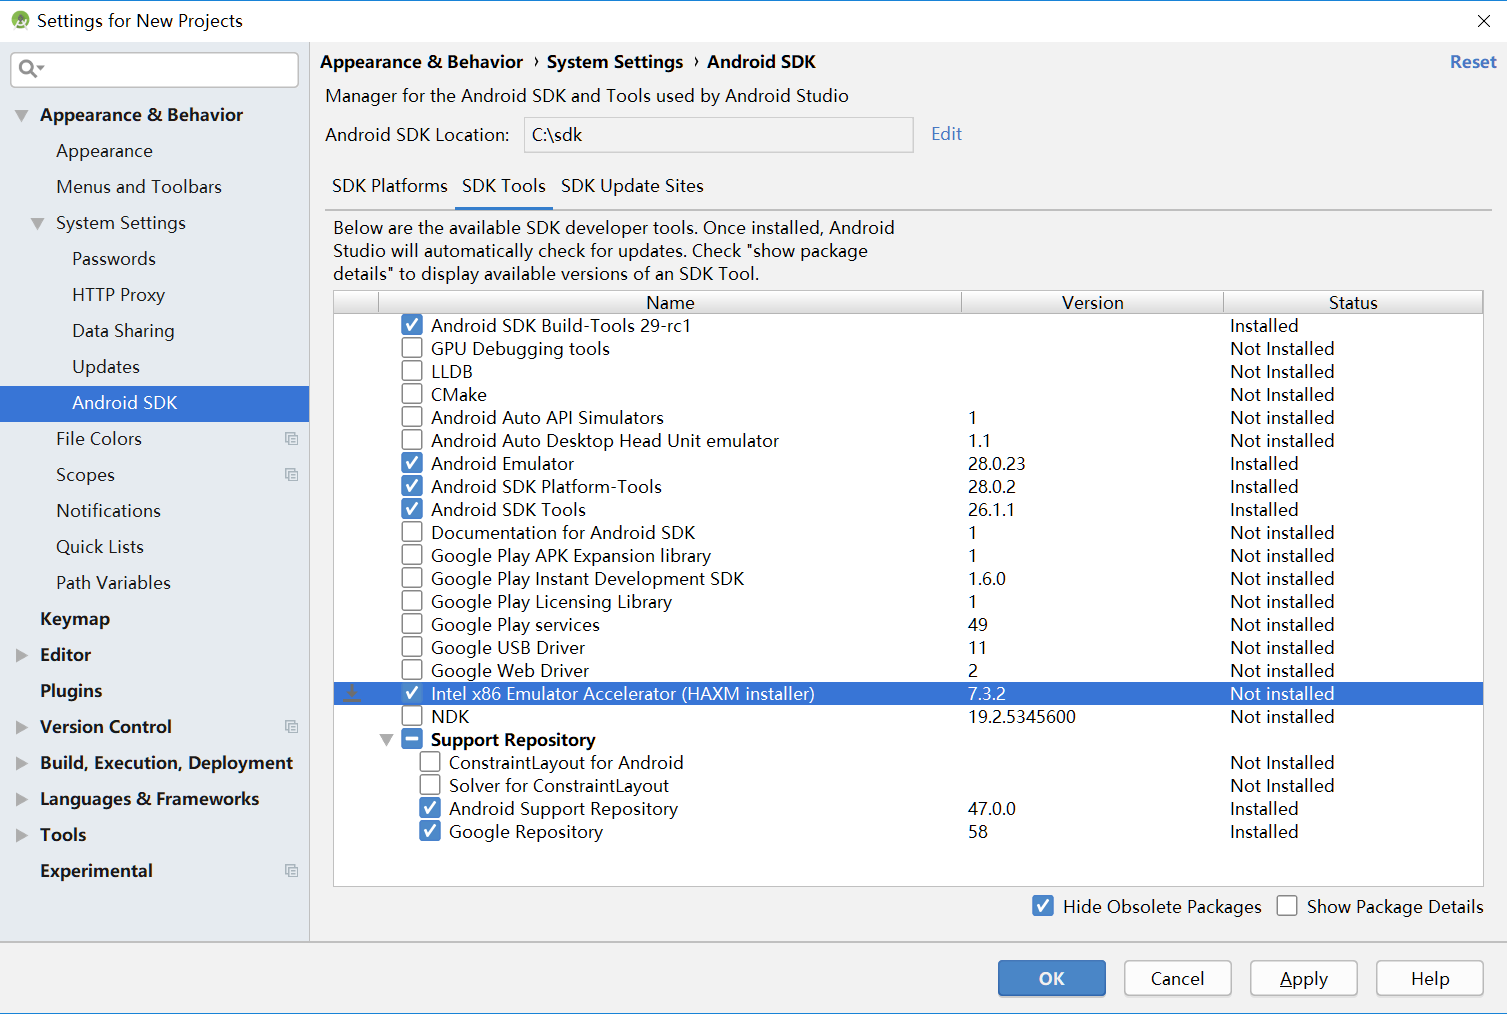 Settings for New Projects
Appearance & Behavior
Appearance
Menus and Toolbars
System Settings
Passwords
HTTP Proxy
Data Sharing
Updates
Android SDK
File Colors
Scopes
Notifications
Quick Lists
Path Variables
Keymap
Editor
Plugins
Version Control
Build, Execution, Deployment
Languages & Frameworks
Tools
Experimental
Appearance & Behavior › System Settings › Android SDK Reset
Manager for the Android SDK and Tools used by Android Studio
Android SDK Location: C:\sdk Edit
SDK Platforms SDK Tools SDK Update Sites
Below are the available SDK developer tools. Once installed, Android
Studio will automatically check for updates. Check "show package
details" to display available versions of an SDK Tool.
Name Version Status
Android SDK Build-Tools 29-rc1 Installed
GPU Debugging tools Not Installed
LLDB Not Installed
CMake Not Installed
Android Auto API Simulators 1 Not installed
Android Auto Desktop Head Unit emulator 1.1 Not installed
Android Emulator 28.0.23 Installed
Android SDK Platform-Tools 28.0.2 Installed
Android SDK Tools 26.1.1 Installed
Documentation for Android SDK 1 Not installed
Google Play APK Expansion library 1 Not installed
Google Play Instant Development SDK 1.6.0 Not installed
Google Play Licensing Library 1 Not installed
Google Play services 49 Not installed
Google USB Driver 11 Not installed
Google Web Driver 2 Not installed
Intel x86 Emulator Accelerator (HAXM installer) 7.3.2 Not installed
NDK 19.2.5345600 Not installed
Support Repository
ConstraintLayout for Android Not Installed
Solver for ConstraintLayout Not Installed
Android Support Repository 47.0.0 Installed
Google Repository 58 Installed
Hide Obsolete Packages Show Package Details
OK Cancel Apply Help